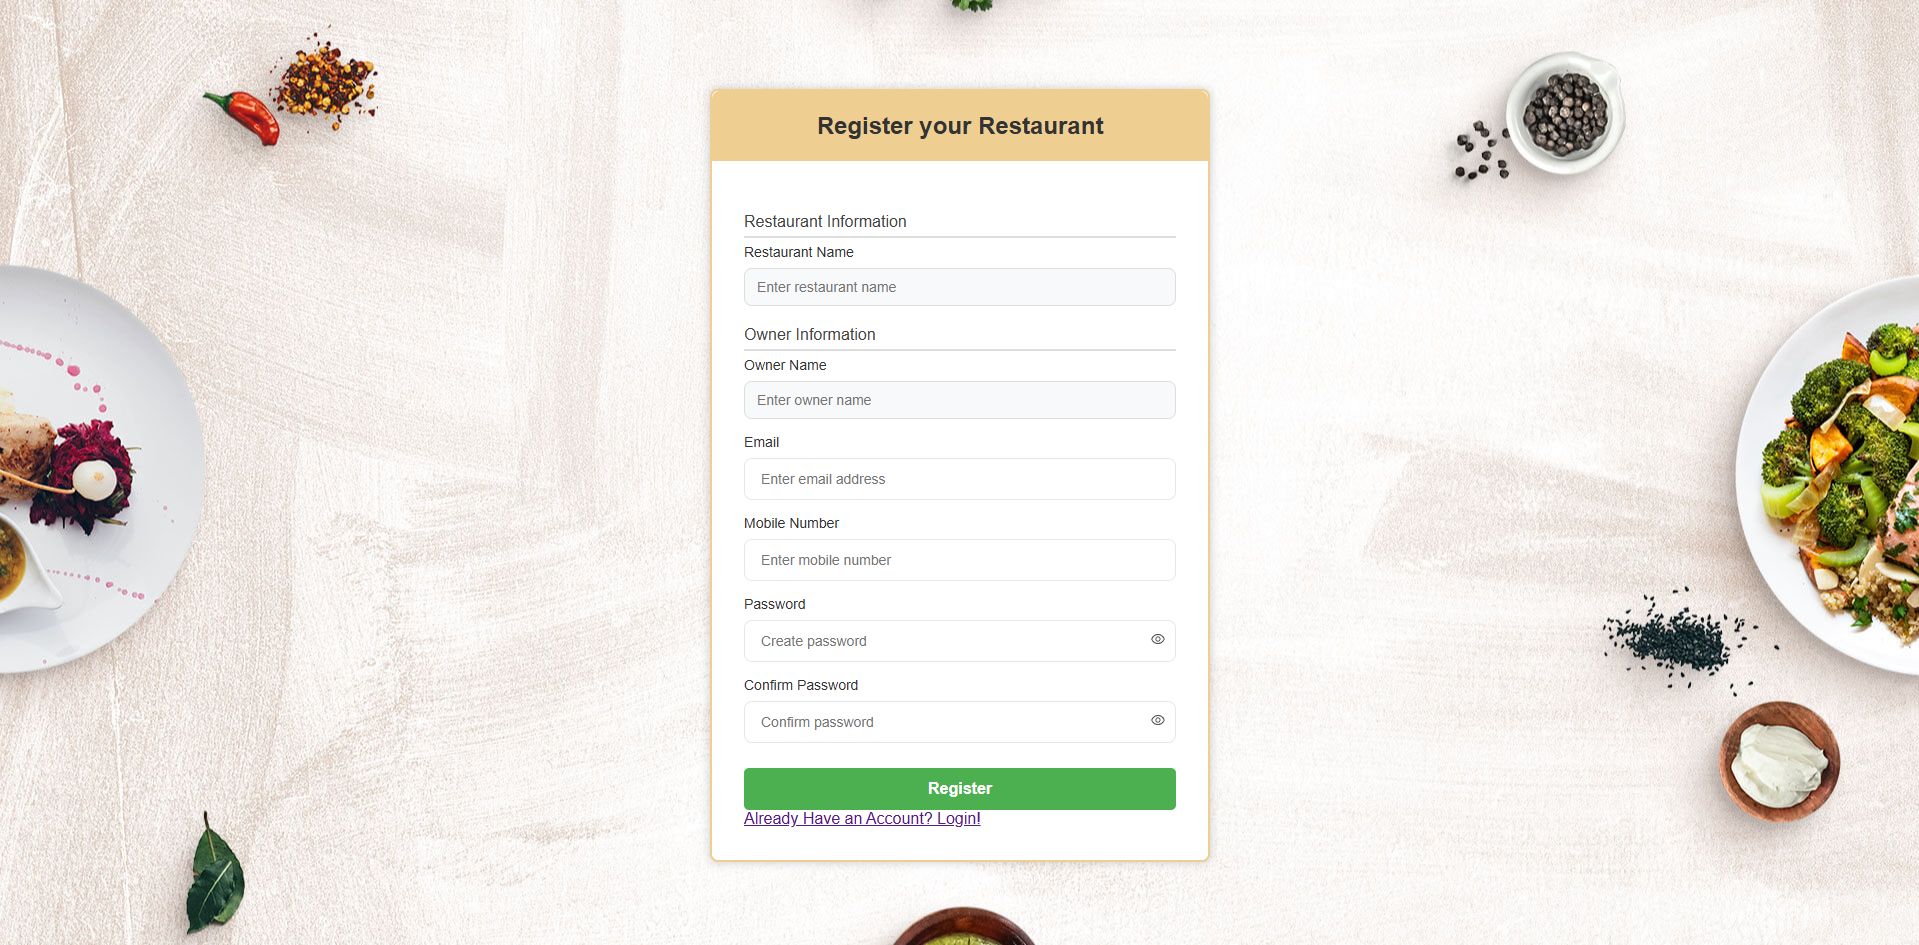 Register your Restaurant
Restaurant Information
Restaurant Name
Enter restaurant name
Owner Information
Owner Name
Enter owner name
Email
Enter email address
Mobile Number
Enter mobile number
Password
Create password
Confirm Password
Confirm password
Register
Already Have an Account? Login!